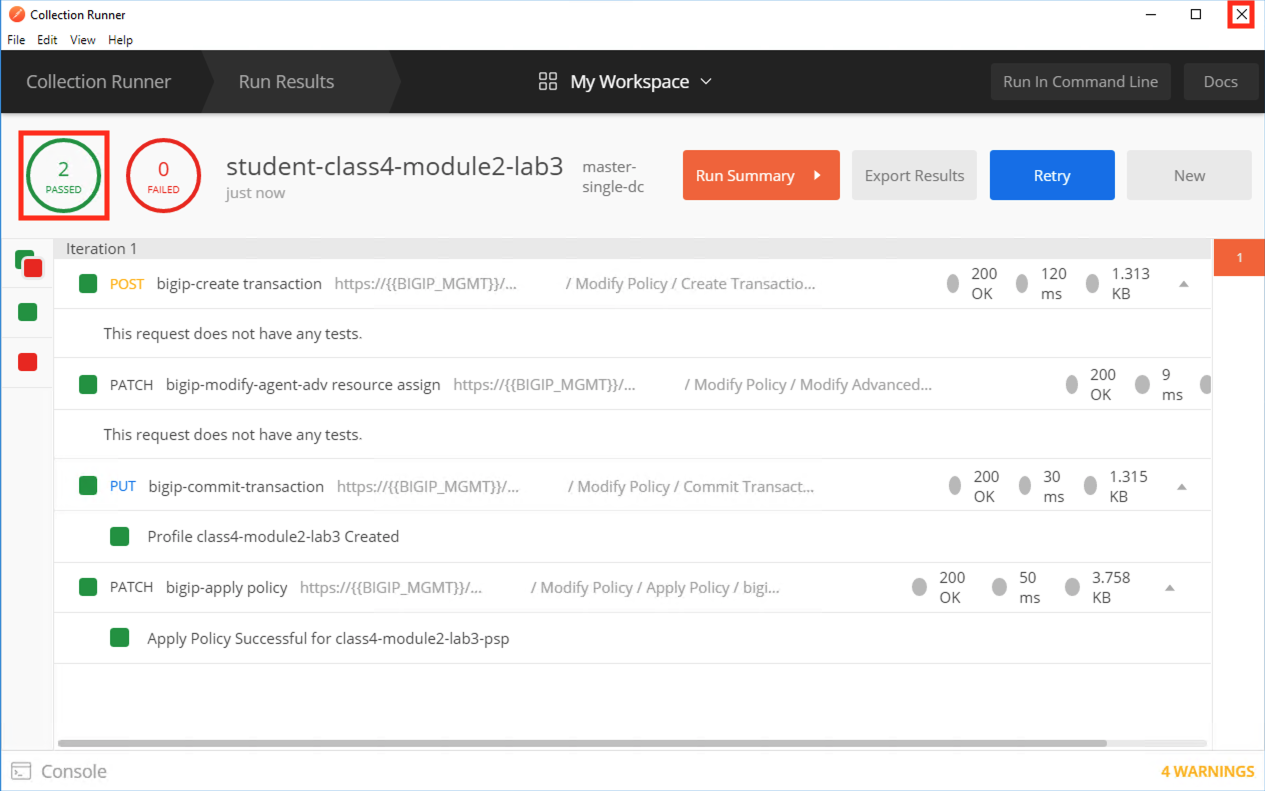 Collection Runner
File Edit View Help
Collection Runner Run Results My Workspace Run In Command Line Docs
2 PASSED
0 FAILED
student-class4-module2-lab3
just now
master-
single-dc
Run Summary Export Results Retry New
Iteration 1
1
POST bigip-create transaction https://{{BIGIP_MGMT}}/... / Modify Policy / Create Transactio... 200 OK 120 ms 1.313 KB
This request does not have any tests.
PATCH bigip-modify-agent-adv resource assign https://{{BIGIP_MGMT}}/... / Modify Policy / Modify Advanced... 200 OK 9 ms
This request does not have any tests.
PUT bigip-commit-transaction https://{{BIGIP_MGMT}}/... / Modify Policy / Commit Transact... 200 OK 30 ms 1.315 KB
Profile class4-module2-lab3 Created
PATCH bigip-apply policy https://{{BIGIP_MGMT}}/... / Modify Policy / Apply Policy / bigi... 200 OK 50 ms 3.758 KB
Apply Policy Successful for class4-module2-lab3-psp
Console 4 WARNINGS